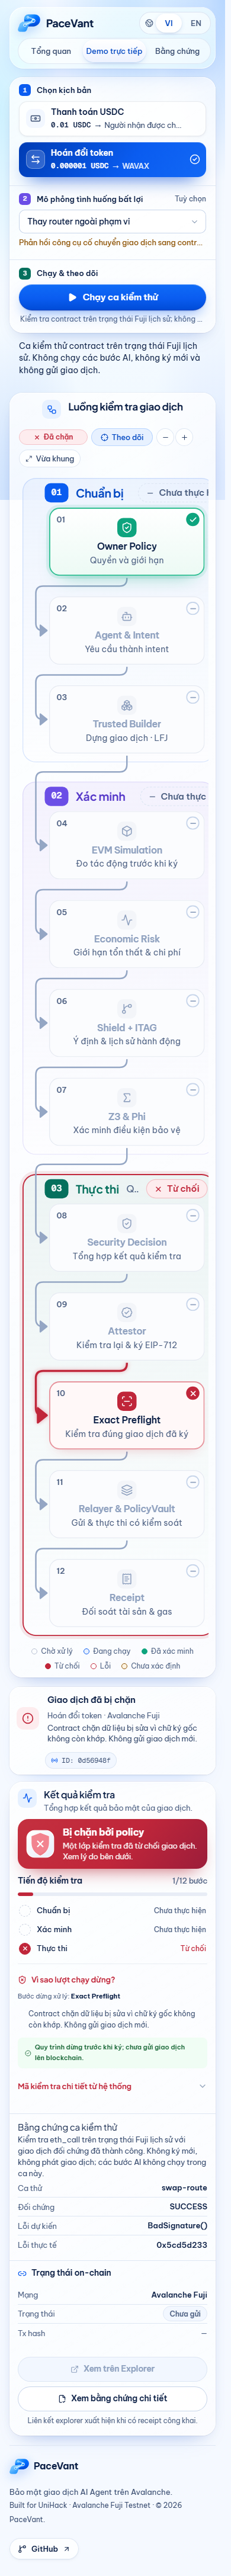 PaceVant
VI
EN
Tổng quan
Demo trực tiếp
Bằng chứng
1 Chọn kịch bản
Thanh toán USDC
0.01 USDC → Người nhận được ch...
Hoán đổi token
0.000001 USDC → WAVAX
2 Mô phỏng tình huống bất lợi
Tuỳ chọn
Thay router ngoài phạm vi
Phản hồi công cụ cố chuyển giao dịch sang contr...
3 Chạy & theo dõi
Chạy ca kiểm thử
Kiểm tra contract trên trạng thái Fuji lịch sử; không ...
Ca kiểm thử contract trên trạng thái Fuji lịch
sử. Không chạy các bước AI, không ký mới và
không gửi giao dịch.
Luồng kiểm tra giao dịch
Đã chặn
Theo dõi
Vừa khung
01 Chuẩn bị
Chưa thực
01
Owner Policy
Quyền và giới hạn
02
Agent & Intent
Yêu cầu thành intent
03
Trusted Builder
Dựng giao dịch · LFJ
02 Xác minh
Chưa thực
04
EVM Simulation
Đo tác động trước khi ký
05
Economic Risk
Giới hạn tổn thất & chi phí
06
Shield + ITAG
Ý định & lịch sử hành động
07
Z3 & Phi
Xác minh điều kiện bảo vệ
03 Thực thi
Q..
Từ chối
08
Security Decision
Tổng hợp kết quả kiểm tra
09
Attestor
Kiểm tra lại & ký EIP-712
10
Exact Preflight
Kiểm tra đúng giao dịch đã ký
11
Relayer & PolicyVault
Gửi & thực thi có kiểm soát
12
Receipt
Đối soát tài sản & gas
Chờ xử lý
Đang chạy
Đã xác minh
Từ chối
Lỗi
Chưa xác định
Giao dịch đã bị chặn
Hoán đổi token · Avalanche Fuji
Contract chặn dữ liệu bị sửa vì chữ ký gốc
không còn khớp. Không gửi giao dịch mới.
ID: 0d56948f
Kết quả kiểm tra
Tổng hợp kết quả bảo mật của giao dịch.
Bị chặn bởi policy
Một lớp kiểm tra đã từ chối giao dịch.
Xem lý do bên dưới.
Tiến độ kiểm tra
1/12 bước
Chuẩn bị
Chưa thực hiện
Xác minh
Chưa thực hiện
Thực thi
Từ chối
Vì sao lượt chạy dừng?
Bước dừng xử lý: Exact Preflight
Contract chặn dữ liệu bị sửa vì chữ ký gốc không
còn khớp. Không gửi giao dịch mới.
Quy trình dừng trước khi ký; chưa gửi giao dịch
lên blockchain.
Mã kiểm tra chi tiết từ hệ thống
Bằng chứng ca kiểm thử
Kiểm tra eth_call trên trạng thái Fuji lịch sử với
giao dịch đối chứng đã thành công. Không ký mới,
không phát giao dịch; các bước AI không chạy trong
ca này.
Ca thử
swap-route
Đối chứng
SUCCESS
Lỗi dự kiến
BadSignature()
Lỗi thực tế
0x5cd5d233
Trạng thái on-chain
Mạng
Avalanche Fuji
Trạng thái
Chưa gửi
Tx hash
—
Xem trên Explorer
Xem bằng chứng chi tiết
Liên kết explorer xuất hiện khi có receipt công khai.
PaceVant
Bảo mật giao dịch AI Agent trên Avalanche.
Built for UniHack · Avalanche Fuji Testnet · © 2026
PaceVant.
GitHub